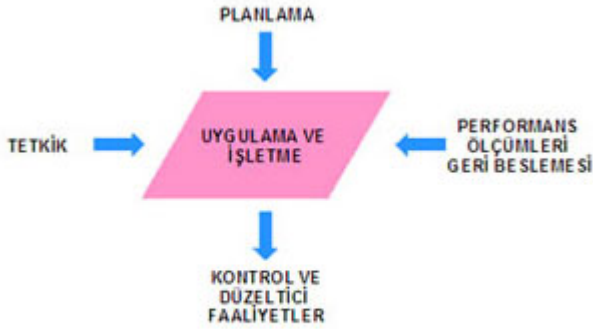 PLANLAMA
TETKİK
UYGULAMA VE
İŞLETME
PERFORMANS
ÖLÇÜMLERİ
GERİ BESLEMESİ
KONTROL VE
DÜZELTİCİ
FAALİYETLER